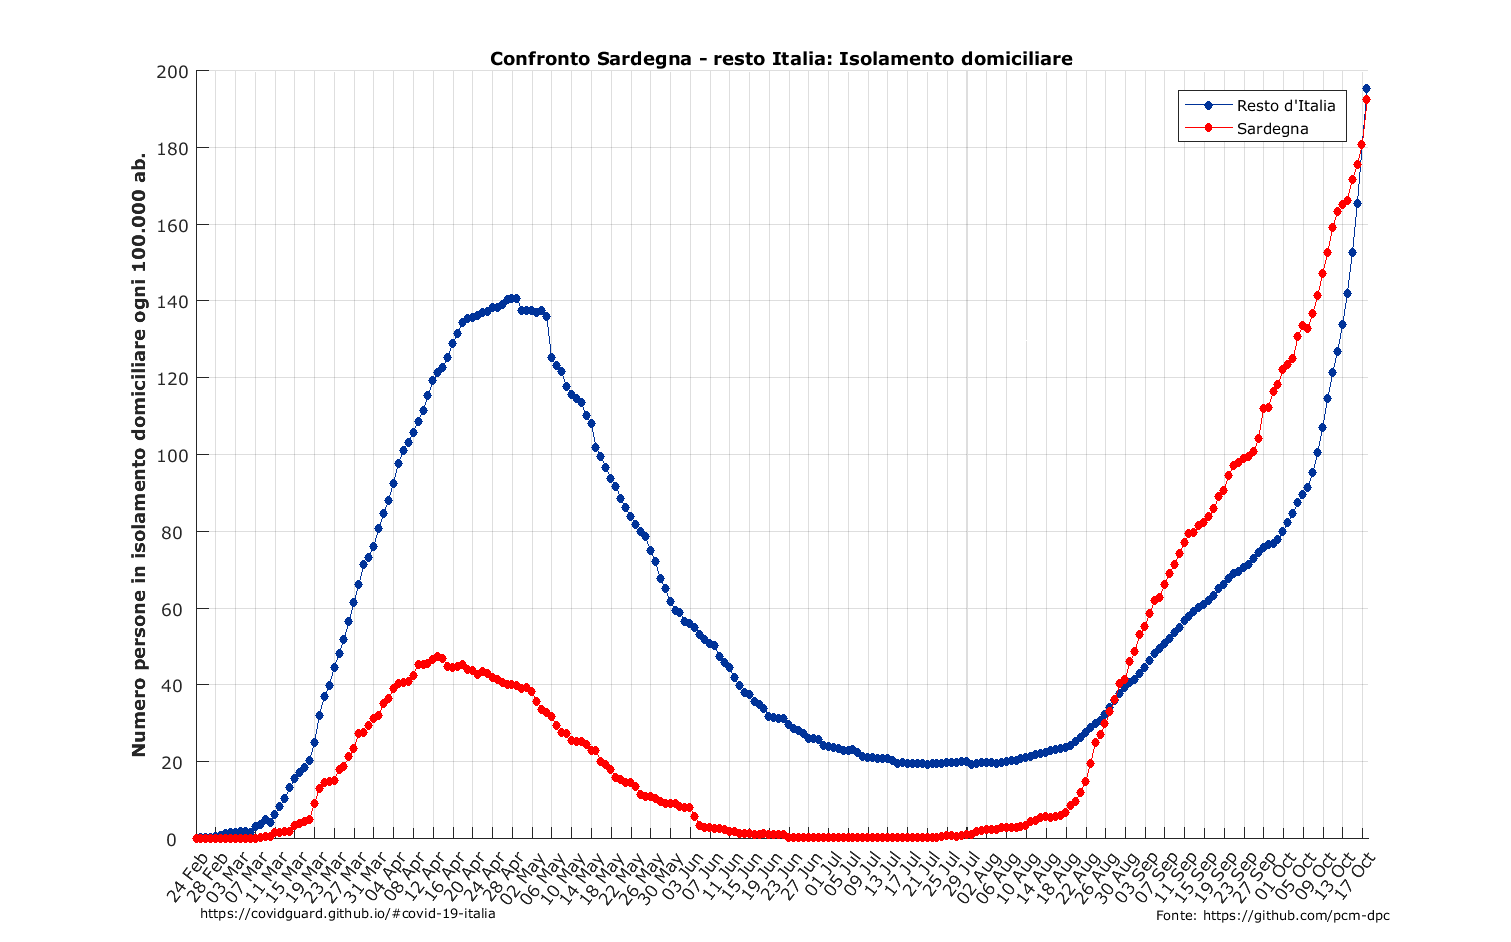 Confronto Sardegna - resto Italia: Isolamento domiciliare
Numero persone in isolamento domiciliare ogni 100.000 ab.
200
180
160
140
120
100
80
60
40
20
0
Resto d'Italia
Sardegna
24 Feb
28 Feb
03 Mar
07 Mar
11 Mar
15 Mar
19 Mar
23 Mar
27 Mar
31 Mar
04 Apr
08 Apr
12 Apr
16 Apr
20 Apr
24 Apr
28 Apr
02 May
06 May
10 May
14 May
18 May
22 May
26 May
30 May
03 Jun
07 Jun
11 Jun
15 Jun
19 Jun
23 Jun
27 Jun
01 Jul
05 Jul
09 Jul
13 Jul
17 Jul
21 Jul
25 Jul
29 Jul
02 Aug
06 Aug
10 Aug
14 Aug
18 Aug
22 Aug
26 Aug
30 Aug
03 Sep
07 Sep
11 Sep
15 Sep
19 Sep
23 Sep
27 Sep
01 Oct
05 Oct
09 Oct
13 Oct
17 Oct
https://covidguard.github.io/#covid-19-italia
Fonte: https://github.com/pcm-dpc